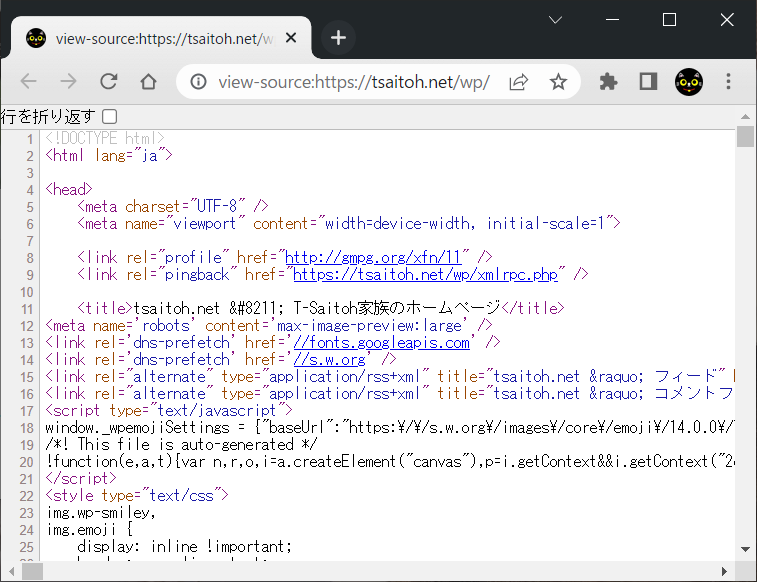 view-source:https://tsaitoh.net/w
view-source:https://tsaitoh.net/wp/
行を折り返す
1 <!DOCTYPE html>
2 <html lang="ja">
3
4 <head>
5 <meta charset="UTF-8" />
6 <meta name="viewport" content="width=device-width, initial-scale=1">
7
8 <link rel="profile" href="http://gmpg.org/xfn/11" />
9 <link rel="pingback" href="https://tsaitoh.net/wp/xmlrpc.php" />
10
11 <title>tsaitoh.net &#8211; T-Saitoh家族のホームページ</title>
12 <meta name='robots' content='max-image-preview:large' />
13 <link rel='dns-prefetch' href='//fonts.googleapis.com' />
14 <link rel='dns-prefetch' href='//s.w.org' />
15 <link rel="alternate" type="application/rss+xml" title="tsaitoh.net &raquo; フィード"
16 <link rel="alternate" type="application/rss+xml" title="tsaitoh.net &raquo; コメントフ
17 <script type="text/javascript">
18 window._wpemojiSettings = {"baseUrl":"https:¥/¥/s.w.org¥/images¥/core¥/emoji¥/14.0.0¥/
19 /*! This file is auto-generated */
20 !function(e,a,t){var n,r,o,i=a.createElement("canvas"),p=i.getContext&&i.getContext("2
21 </script>
22 <style type="text/css">
23 img.wp-smiley,
24 img.emoji {
25 display: inline !important;